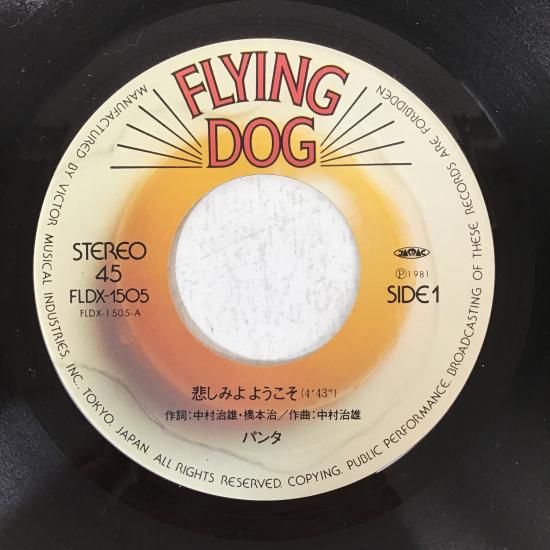 FLYING
DOG
STEREO
45
FLDX-1505
FLDX-1505-A
JASRAC
Ⓟ1981
SIDE1
悲しみよ ようこそ(4'43")
作詞:中村治雄・橋本治/作曲:中村治雄
パンタ
MANUFACTURED BY VICTOR MUSICAL INDUSTRIES, INC. TOKYO, JAPAN. ALL RIGHTS RESERVED. COPYING. PUBLIC PERFORMANCE. BROADCASTING OF THESE RECORDS ARE FORBIDDEN